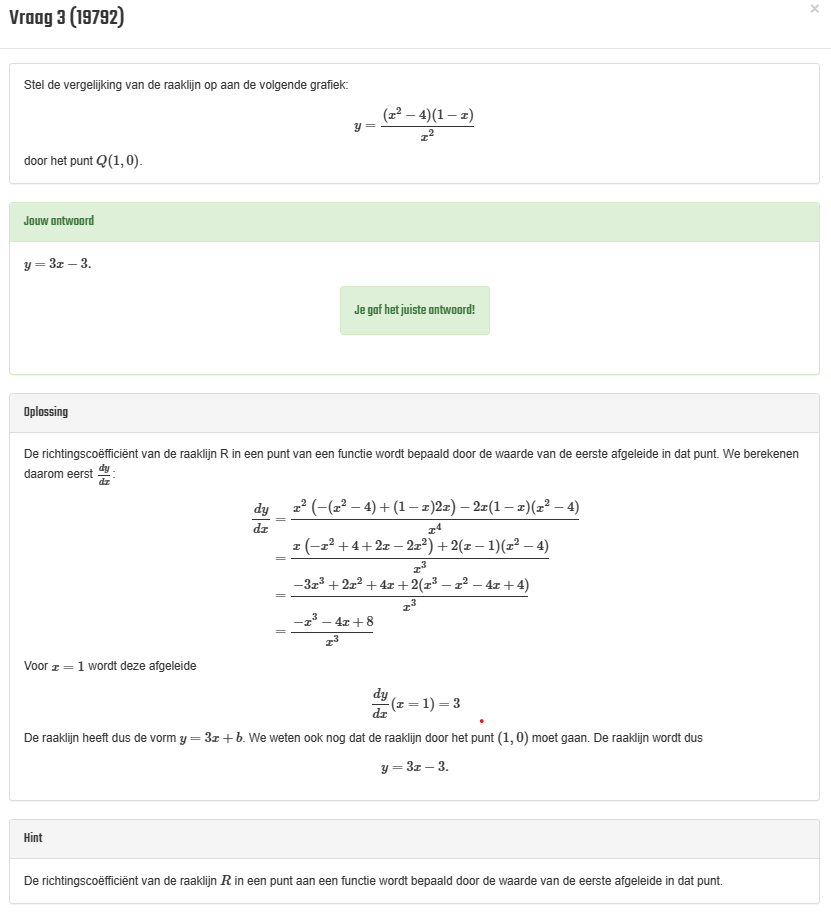 Vraag 3 (19792)
×
Stel de vergelijking van de raaklijn op aan de volgende grafiek:
y = \frac{(x^2 - 4)(1 - x)}{x^2}
door het punt Q(1, 0).
Jouw antwoord
y = 3x − 3.
Je gaf het juiste antwoord!
Oplossing
De richtingscoëfficiënt van de raaklijn R in een punt van een functie wordt bepaald door de waarde van de eerste afgeleide in dat punt. We berekenen
daarom eerst \frac{dy}{dx}:
\frac{dy}{dx} = \frac{x^2 (-(x^2 - 4) + (1 - x)2x) - 2x(1 - x)(x^2 - 4)}{x^4}
= \frac{x (-x^2 + 4 + 2x - 2x^2) + 2(x - 1)(x^2 - 4)}{x^3}
= \frac{-3x^3 + 2x^2 + 4x + 2(x^3 - x^2 - 4x + 4)}{x^3}
= \frac{-x^3 - 4x + 8}{x^3}
Voor x = 1 wordt deze afgeleide
\frac{dy}{dx}(x = 1) = 3
De raaklijn heeft dus de vorm y = 3x + b. We weten ook nog dat de raaklijn door het punt (1, 0) moet gaan. De raaklijn wordt dus
y = 3x − 3.
Hint
De richtingscoëfficiënt van de raaklijn R in een punt aan een functie wordt bepaald door de waarde van de eerste afgeleide in dat punt.